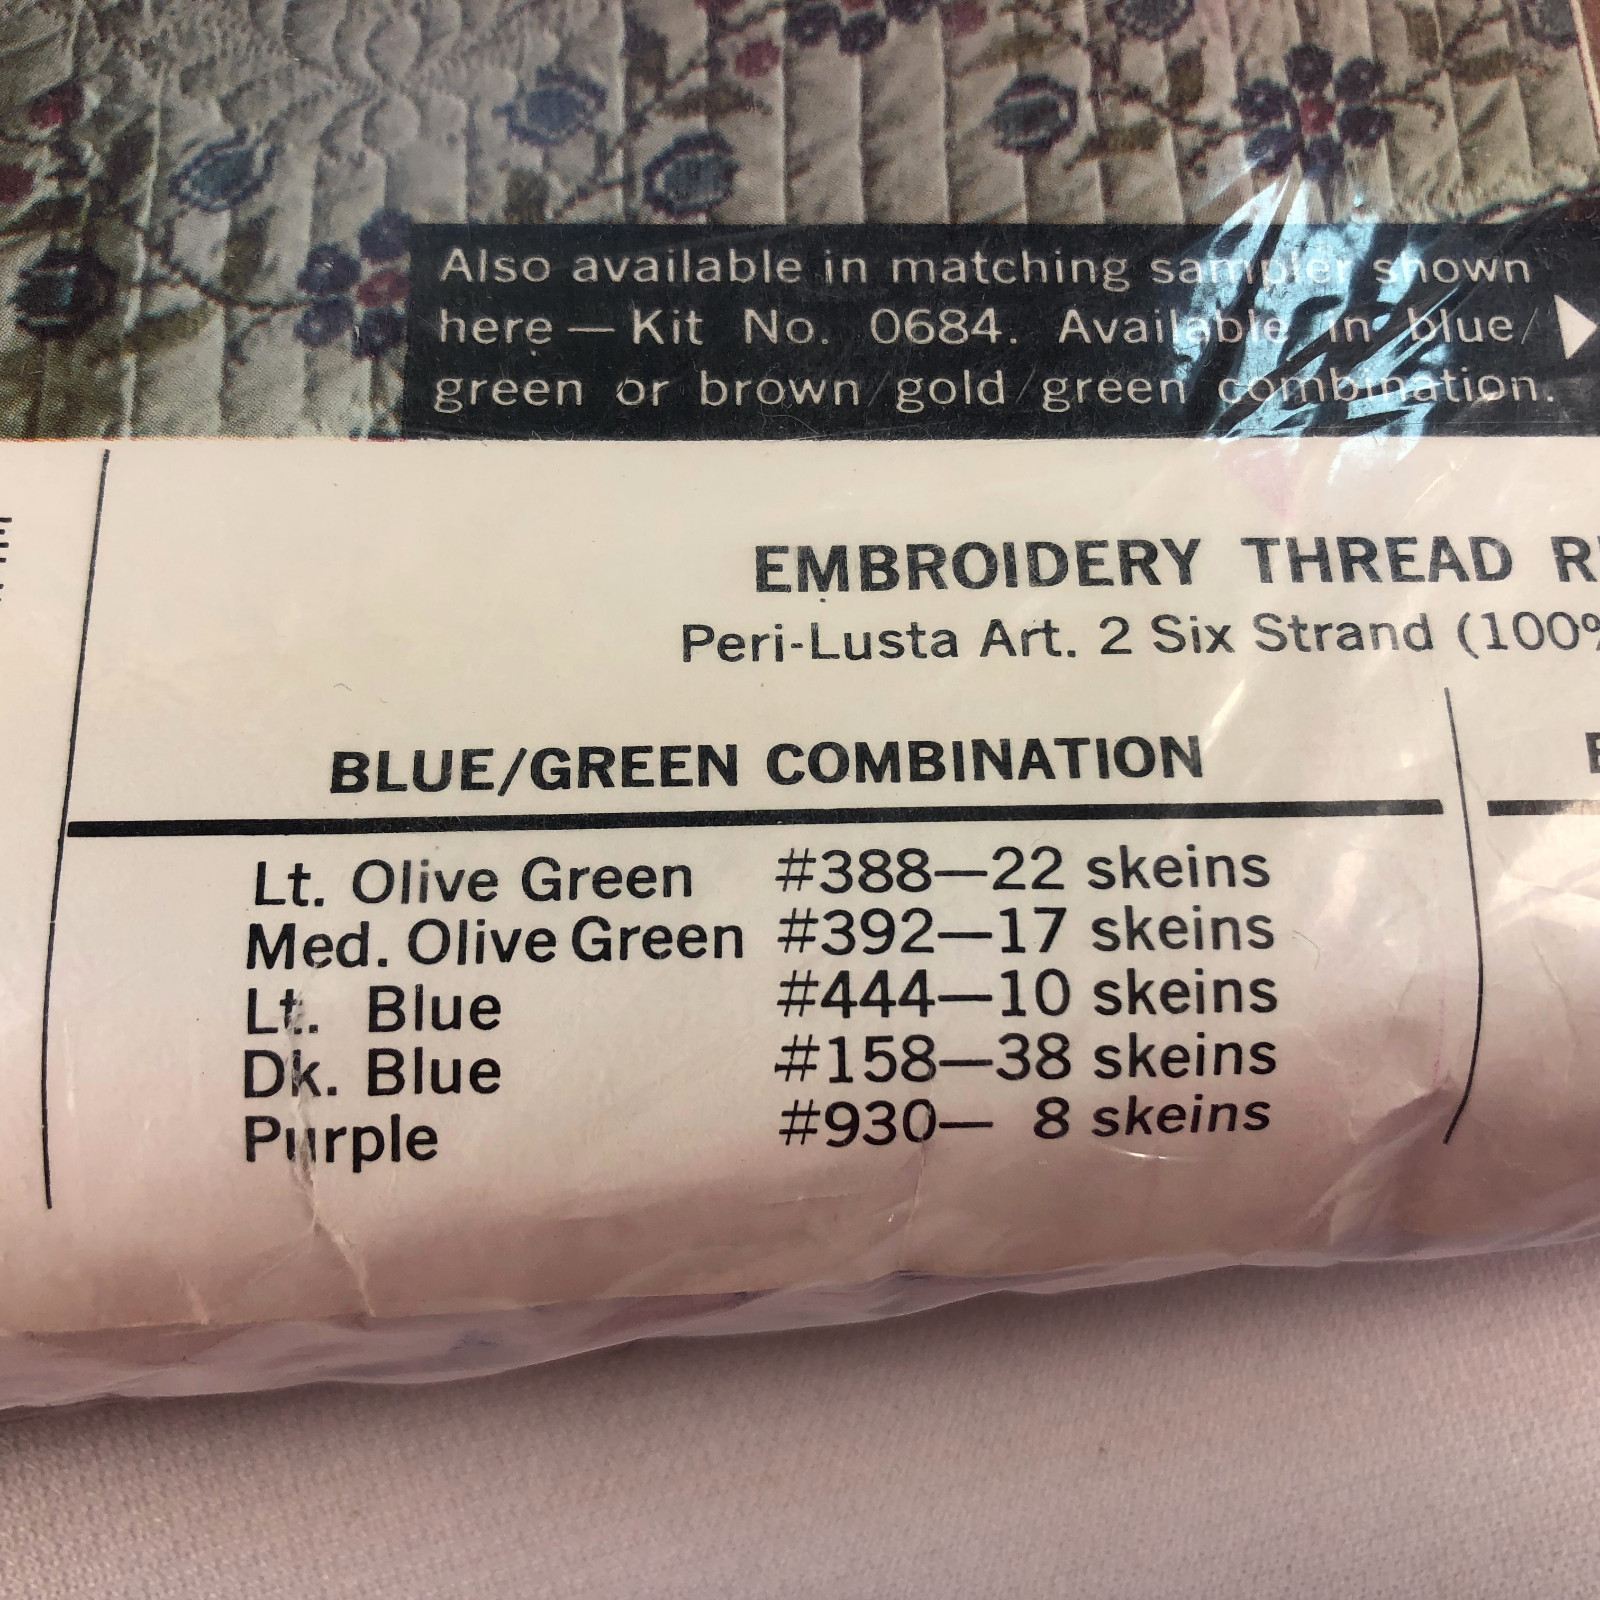 Also available in matching sampler shown
here — Kit No. 0684. Available in blue/
green or brown/gold/green combination.
EMBROIDERY THREAD
Peri-Lusta Art. 2 Six Strand (100%
BLUE/GREEN COMBINATION
Lt. Olive Green #388—22 skeins
Med. Olive Green #392—17 skeins
Lt. Blue #444—10 skeins
Dk. Blue #158—38 skeins
Purple #930— 8 skeins